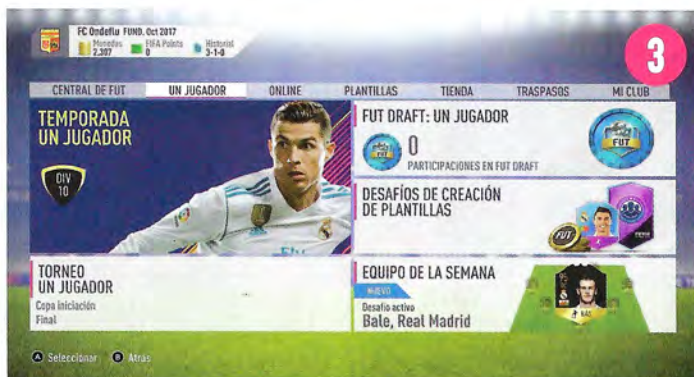 FC Ondeflu FUND. Oct 2017
Monedas FIFA Points Historial
2,307 0 3-1-0
3
CENTRAL DE FUT UN JUGADOR ONLINE PLANTILLAS TIENDA TRASPASOS MI CLUB
TEMPORADA
UN JUGADOR
DIV
10
FUT DRAFT: UN JUGADOR
0
PARTICIPACIONES EN FUT DRAFT
FUT
FUT
DESAFÍOS DE CREACIÓN
DE PLANTILLAS
FUT
TORNEO
UN JUGADOR
Copa iniciación
Final
EQUIPO DE LA SEMANA
NUEVO
Desafío activo
Bale, Real Madrid
A Seleccionar B Atrás